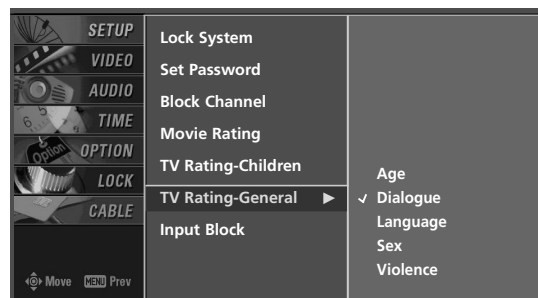 SETUP
VIDEO
AUDIO
TIME
OPTION
LOCK
CABLE
Move MENU Prev
Lock System
Set Password
Block Channel
Movie Rating
TV Rating-Children
TV Rating-General ►
Input Block
Age
✓ Dialogue
Language
Sex
Violence